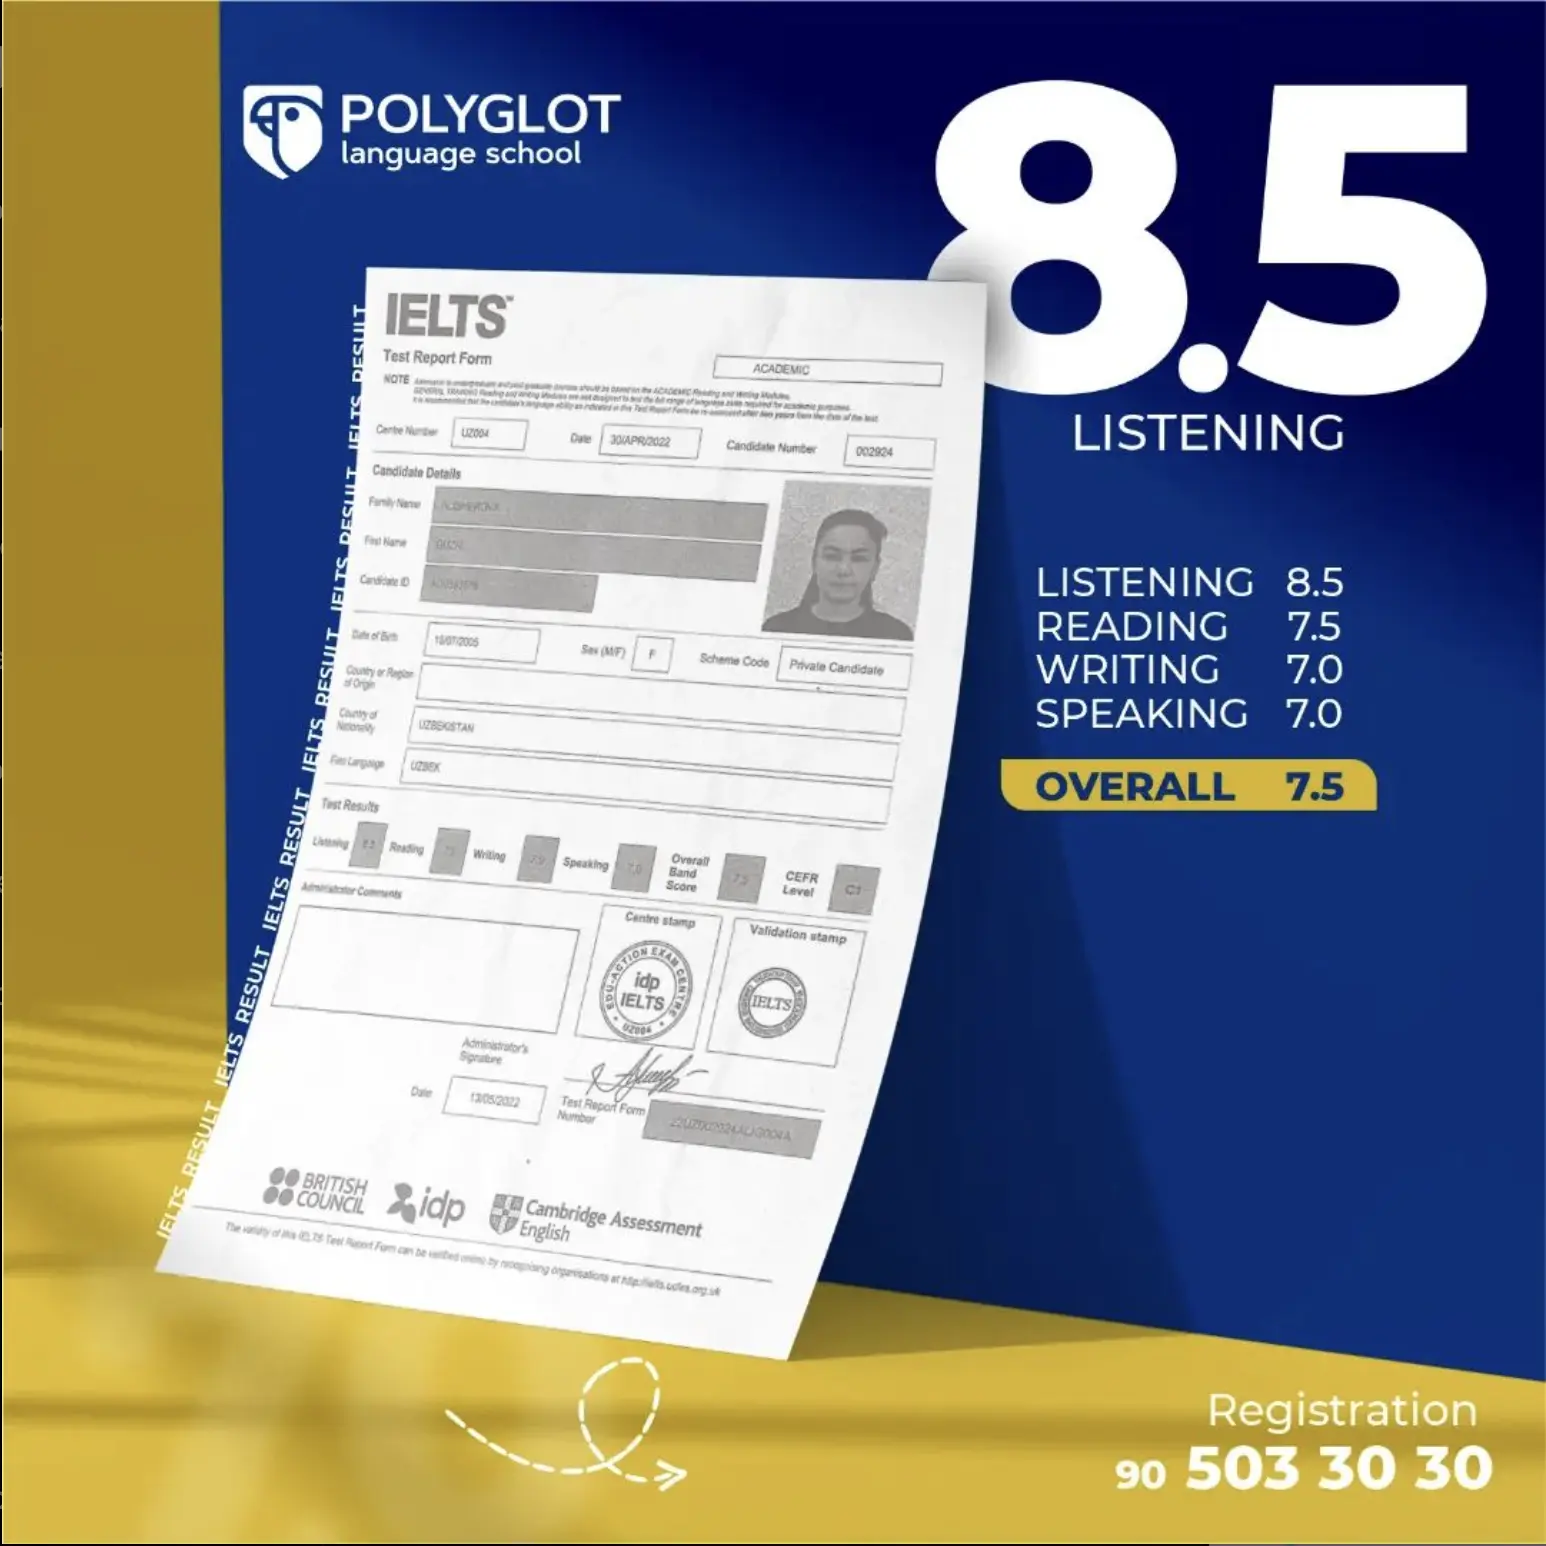 POLYGLOT
language school
8.5
LISTENING
LISTENING 8.5
READING 7.5
WRITING 7.0
SPEAKING 7.0
OVERALL 7.5
IELTS RESULT IELTS RESULT IELTS RESULT IELTS RESULT IELTS RESULT IELTS RESULT
IELTS™
Test Report Form
ACADEMIC
NOTE
Centre Number UZ004 Date 30/APR/2022 Candidate Number 002924
Candidate Details
Family Name
First Name
Candidate ID
Date of Birth 10/07/2005 Sex (M/F) F Scheme Code Private Candidate
Country or Region
of Origin
Country of
Nationality
UZBEKISTAN
First Language UZBEK
Test Results
Listening 8.5 Reading 7.5 Writing 7.0 Speaking 7.0 Overall Band Score 7.5 CEFR Level C1
Administrator Comments
Centre stamp
EDU-ACTION EXAM CENTRE
idp
IELTS
UZ004
Validation stamp
IELTS
Administrator's
Signature
Date 13/05/2022
Test Report Form
Number
BRITISH
COUNCIL
idp
Cambridge Assessment
English
The validity of this IELTS Test Report Form can be verified online by recognising organisations at http://ielts.ucles.org.uk
Registration
90 503 30 30